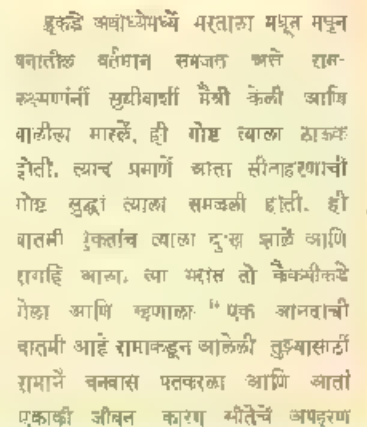 इकडे अयोध्येमध्यें भरताला मधून मधून
वनातील वर्तमान समजत असे राम-
लक्ष्मणांनीं सुग्रीवाशीं मैत्री केली आणि
वालीला मारलें, ही गोष्ट त्याला ठाऊक
होती. त्याच प्रमाणें आता सीताहरणाची
गोष्ट सुद्धां त्याला समजली होती. ही
बातमी ऐकतांच त्याला दुःख झालें आणि
रागहि आला. त्या भरांत तो कैकयीकडे
गेला आणि म्हणाला " एक आनंदाची
बातमी आहे रामाकडून आलेली तुझ्यासाठीं
रामानें वनवास पतकरला आणि आतां
एकाकी जीवन कारण सीतेचें अपहरण